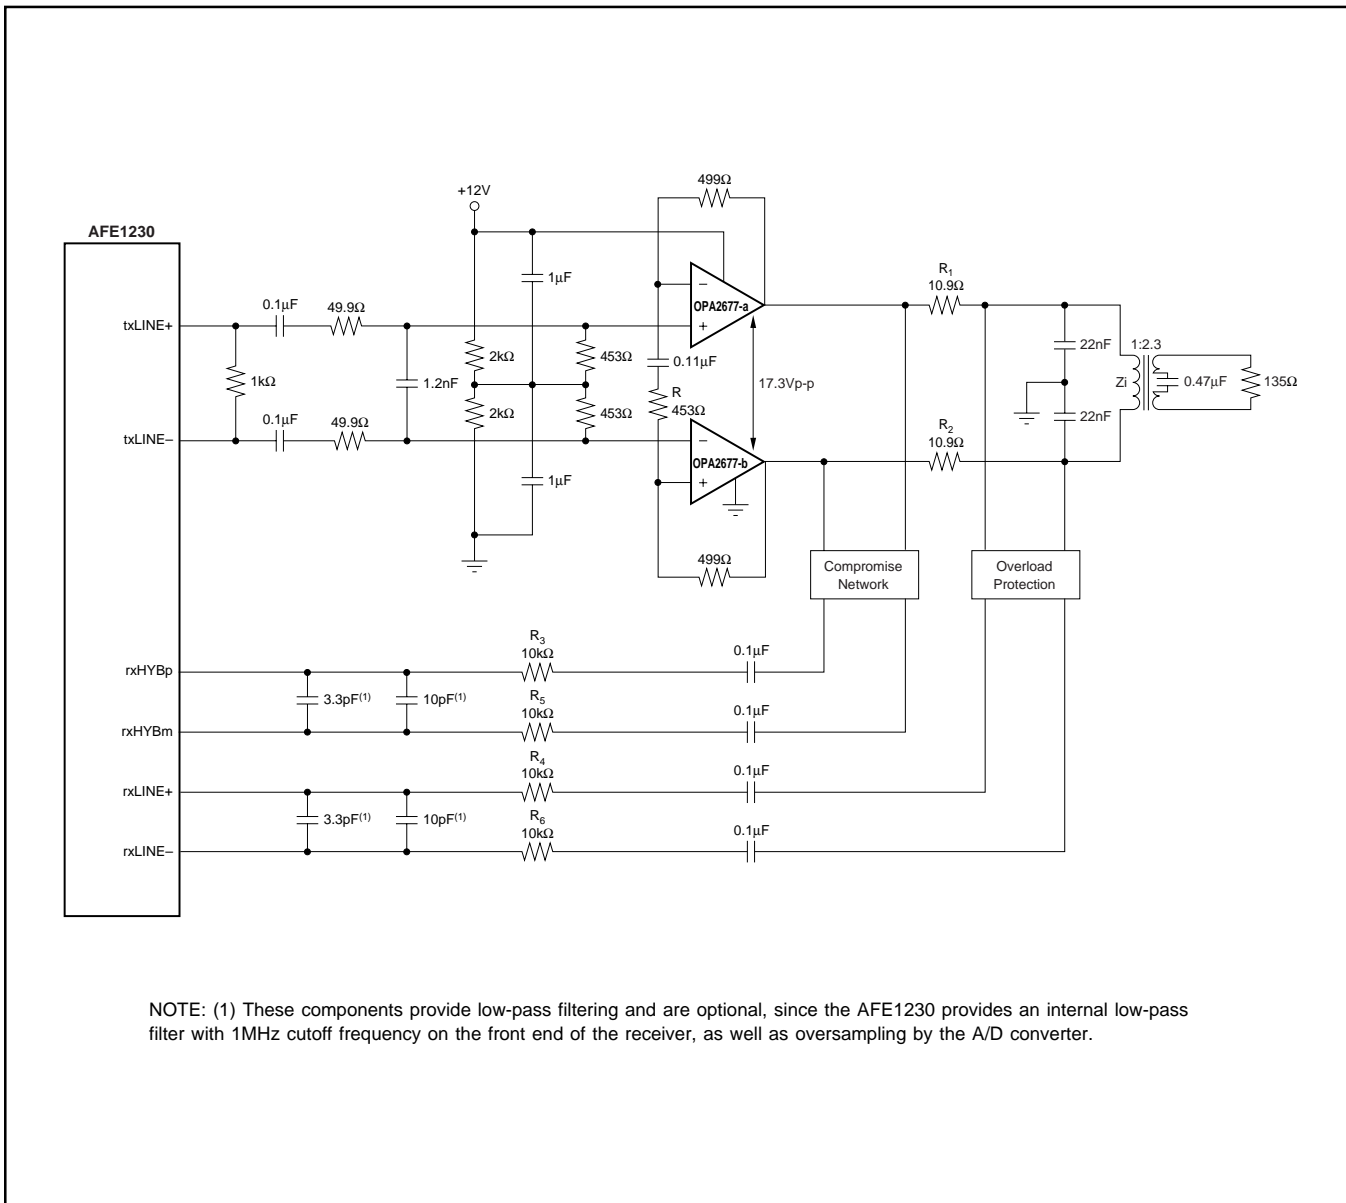 +12V
499Ω
AFE1230
1µF
OPA2677-a
−
+
R1
10.9Ω
0.1µF
49.9Ω
txLINE+
1kΩ
1.2nF
2kΩ
453Ω
0.11µF
17.3Vp-p
22nF
1:2.3
Zi
0.47µF
135Ω
2kΩ
453Ω
R
453Ω
22nF
0.1µF
49.9Ω
txLINE–
−
OPA2677-b
+
R2
10.9Ω
1µF
499Ω
Compromise
Network
Overload
Protection
R3
10kΩ
0.1µF
rxHYBp
3.3pF(1)
10pF(1)
R5
10kΩ
0.1µF
rxHYBm
R4
10kΩ
0.1µF
rxLINE+
3.3pF(1)
10pF(1)
R6
10kΩ
0.1µF
rxLINE–
NOTE: (1) These components provide low-pass filtering and are optional, since the AFE1230 provides an internal low-pass
filter with 1MHz cutoff frequency on the front end of the receiver, as well as oversampling by the A/D converter.